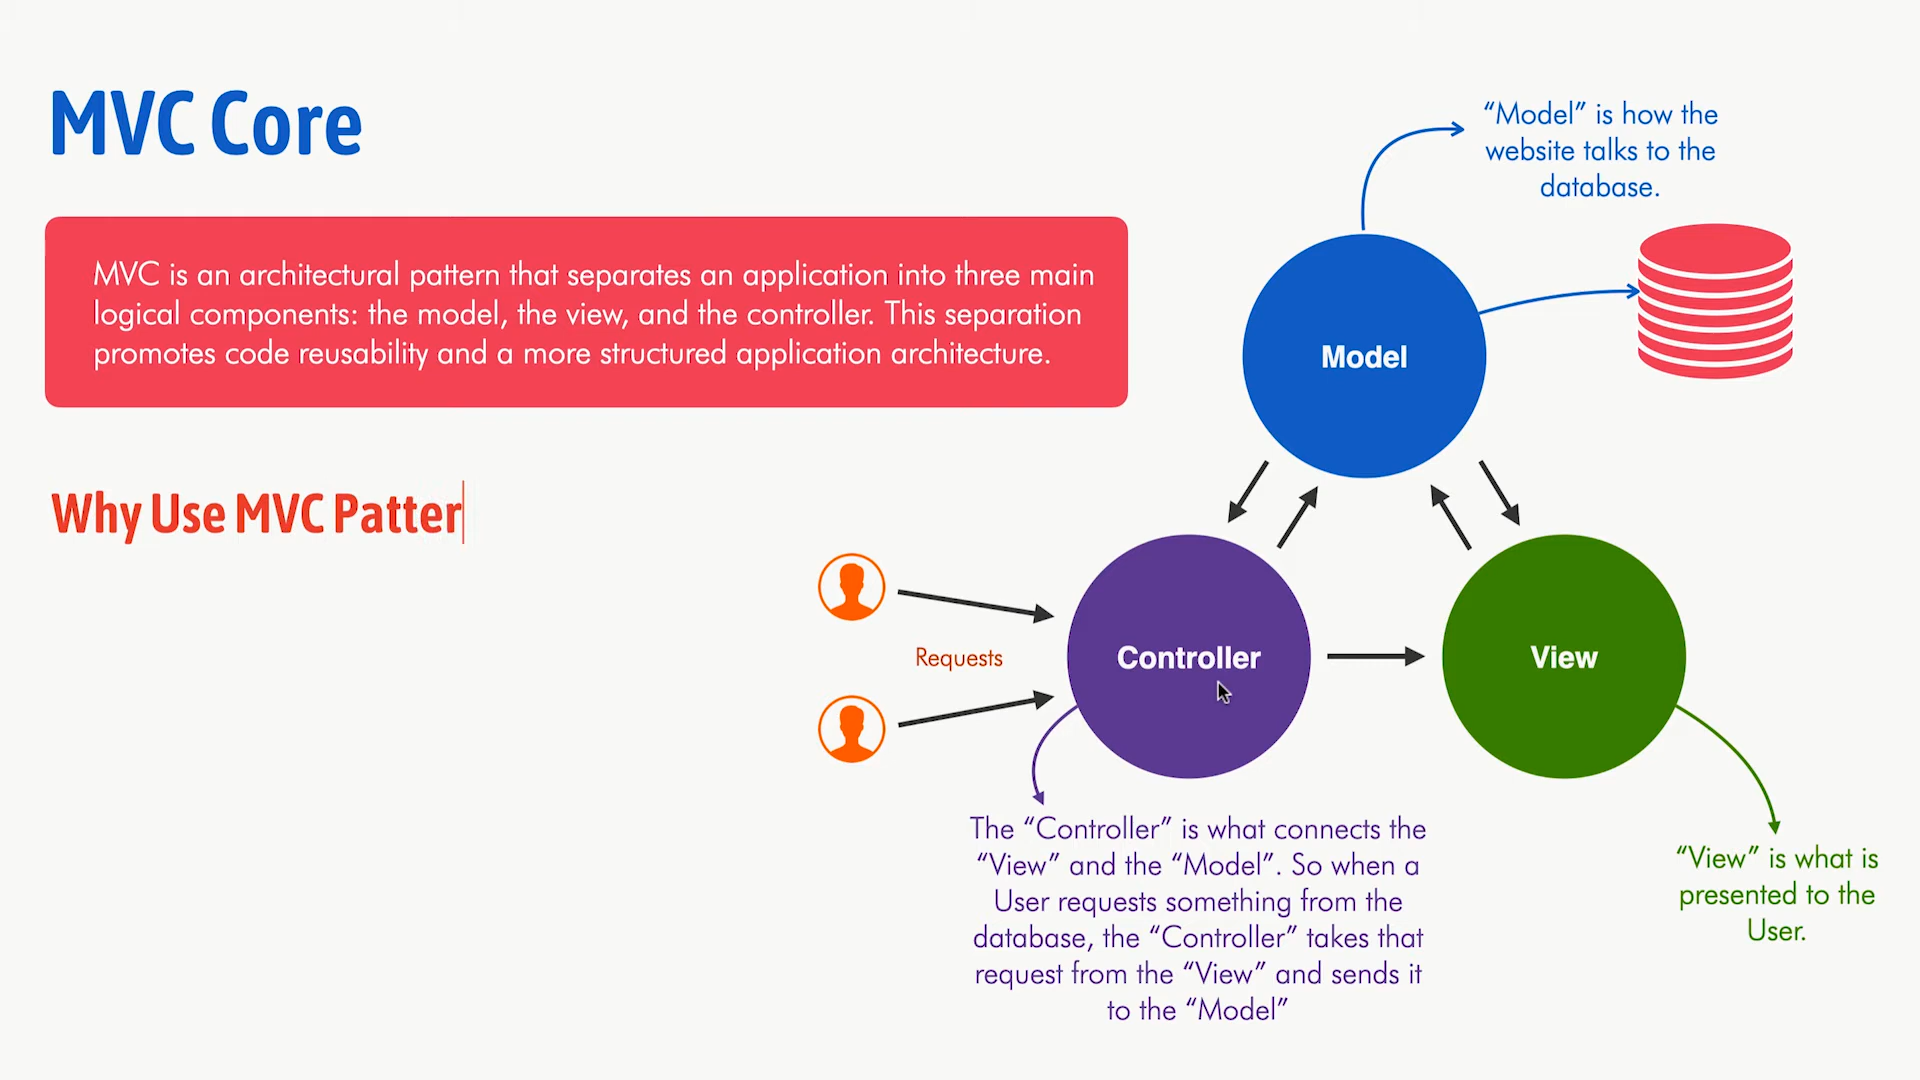 MVC Core
MVC is an architectural pattern that separates an application into three main
logical components: the model, the view, and the controller. This separation
promotes code reusability and a more structured application architecture.
Why Use MVC Patter
“Model” is how the
website talks to the
database.
Model
Requests
Controller
View
The “Controller” is what connects the
“View” and the “Model”. So when a
User requests something from the
database, the “Controller” takes that
request from the “View” and sends it
to the “Model”
“View” is what is
presented to the
User.